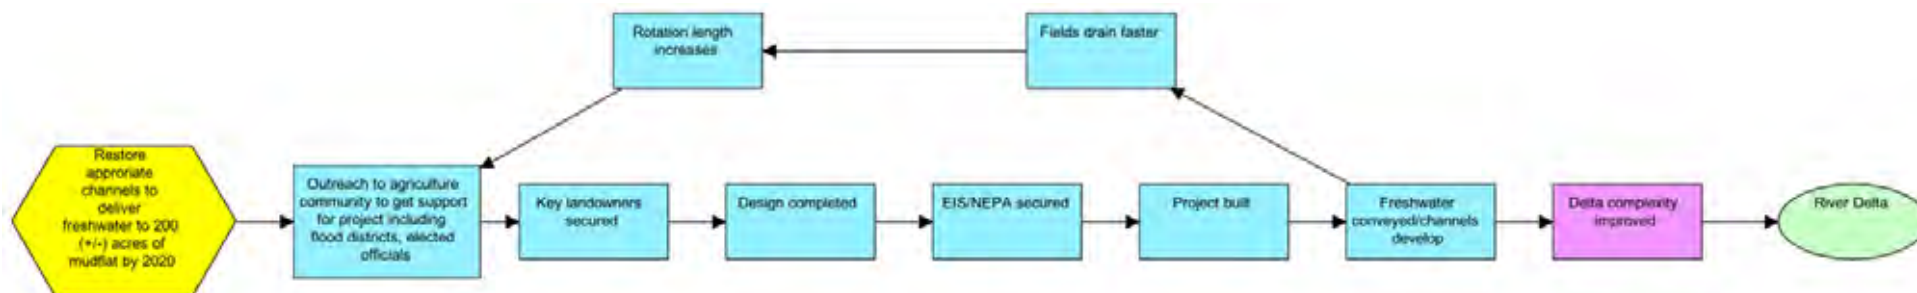 Rotation length
increases
Fields drain faster
Restore
approriate
channels to
deliver
freshwater to 200
(+/-) acres of
mudflat by 2020
Outreach to agriculture
community to get support
for project including
flood districts, elected
officials
Key landowners
secured
Design completed
EIS/NEPA secured
Project built
Freshwater
conveyed/channels
develop
Delta complexity
improved
River Delta